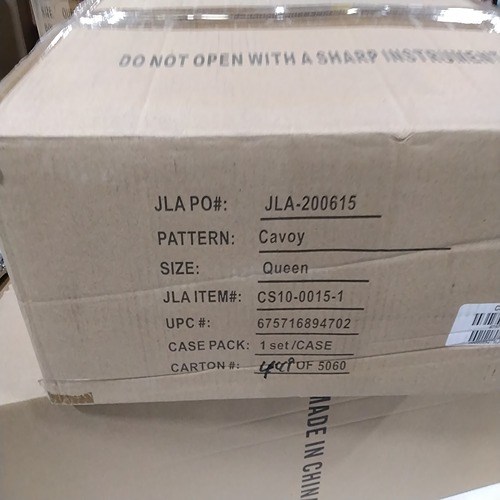 DO NOT OPEN WITH A SHARP INSTRUMENT
JLA PO#: JLA-200615
PATTERN: Cavoy
SIZE: Queen
JLA ITEM#: CS10-0015-1
UPC #: 675716894702
CASE PACK: 1 set/CASE
CARTON #: 449 OF 5060
MADE IN CHIN